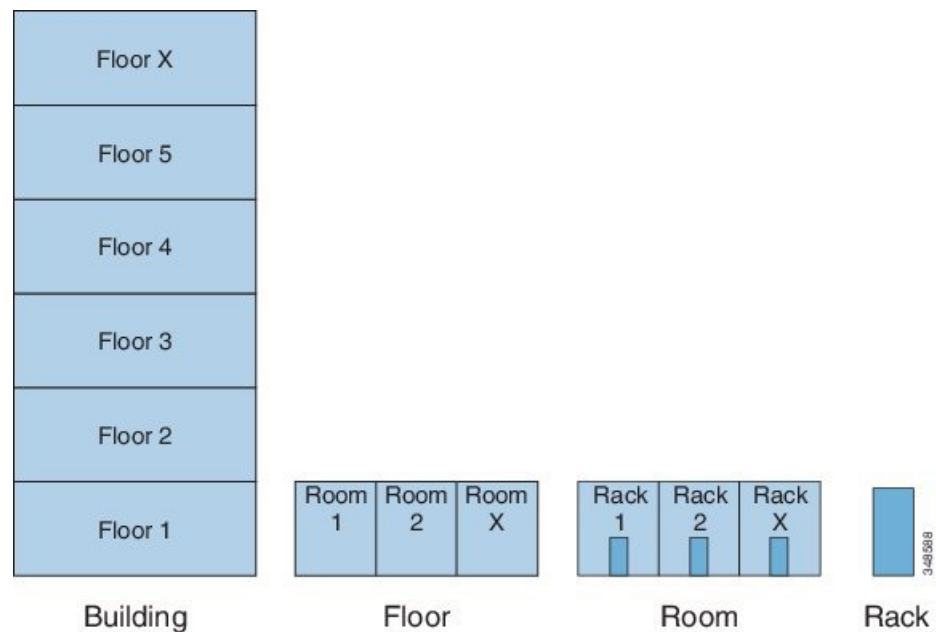 Floor X
Floor 5
Floor 4
Floor 3
Floor 2
Floor 1
Building
Room
1
Room
2
Room
X
Floor
Rack
1
Rack
2
Rack
X
Room
Rack
348588